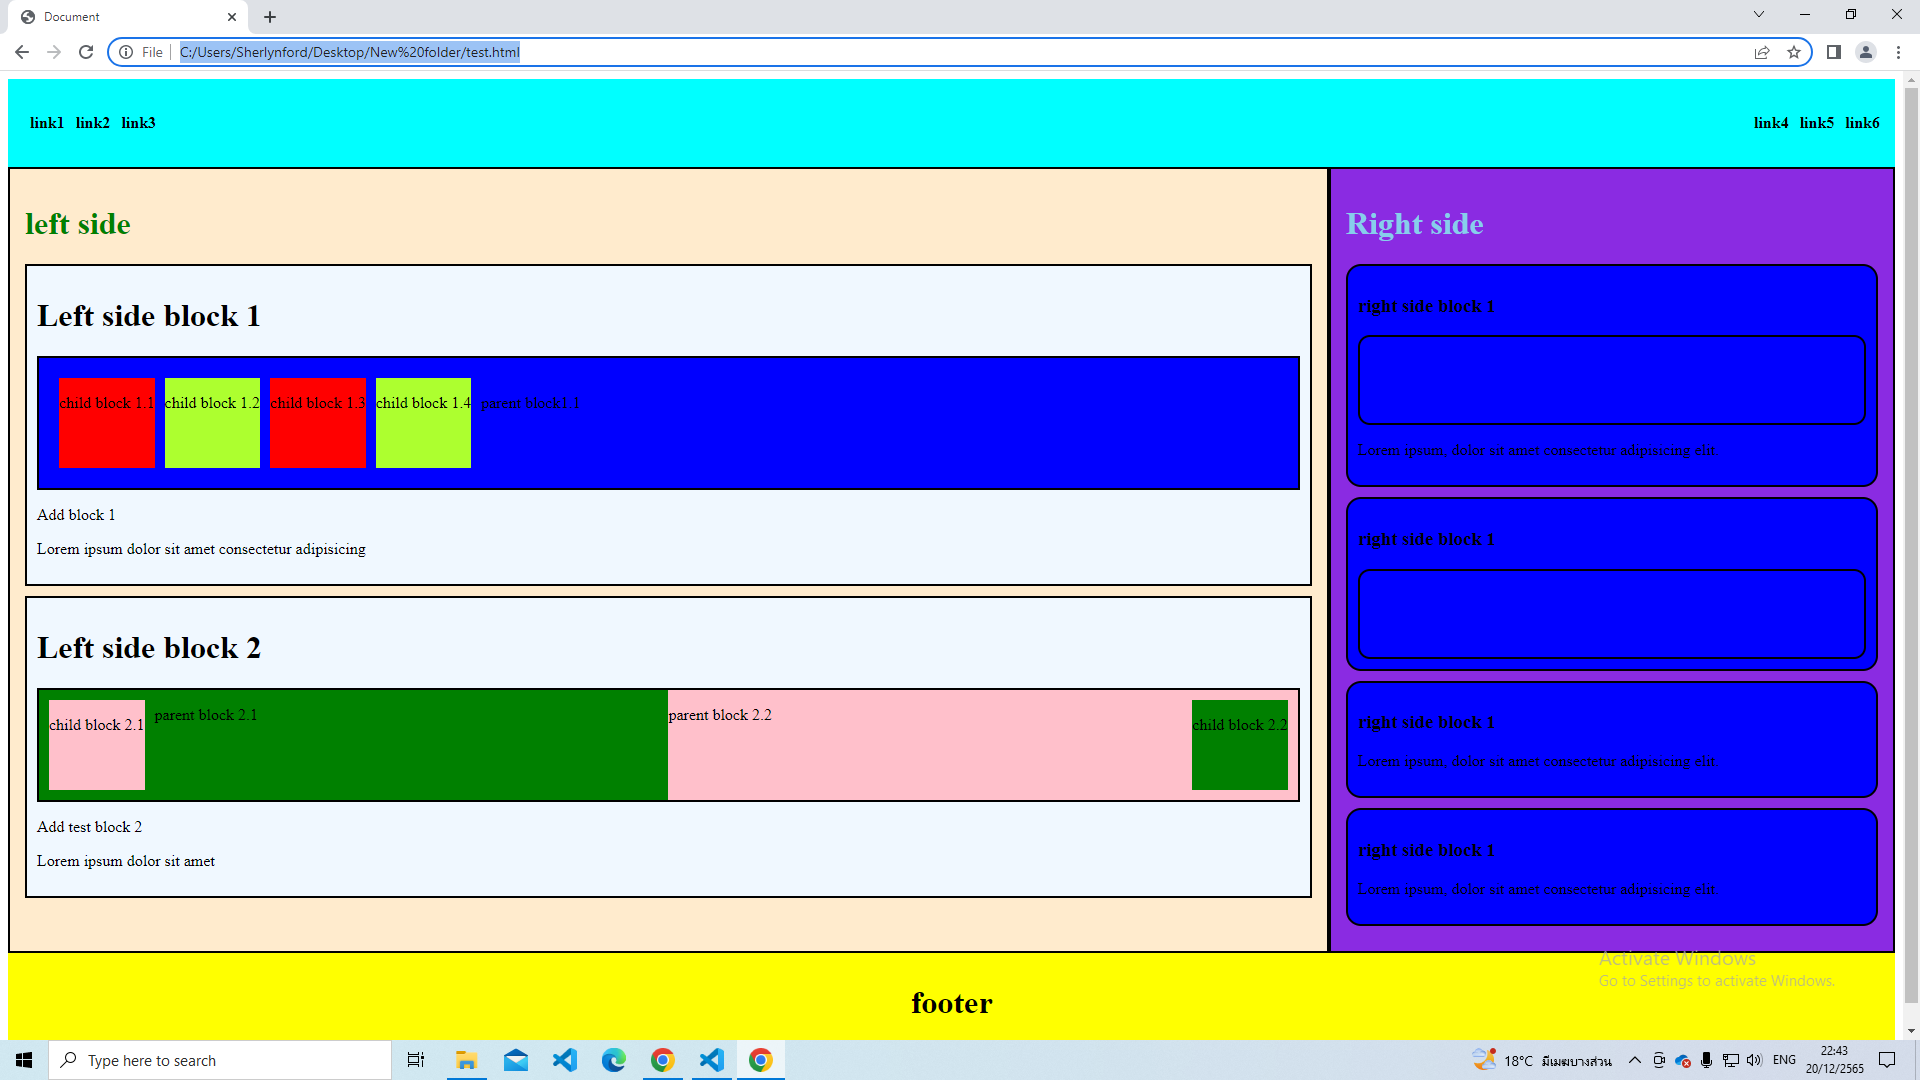 Document
File
C:/Users/Sherlynford/Desktop/New%20folder/test.html
link1 link2 link3
link4 link5 link6
left side
Left side block 1
child block 1.1 child block 1.2 child block 1.3 child block 1.4 parent block1.1
Add block 1
Lorem ipsum dolor sit amet consectetur adipisicing
Left side block 2
child block 2.1 parent block 2.1 parent block 2.2 child block 2.2
Add test block 2
Lorem ipsum dolor sit amet
Right side
right side block 1
Lorem ipsum, dolor sit amet consectetur adipisicing elit.
right side block 1
right side block 1
Lorem ipsum, dolor sit amet consectetur adipisicing elit.
right side block 1
Lorem ipsum, dolor sit amet consectetur adipisicing elit.
Activate Windows
Go to Settings to activate Windows.
footer
Type here to search
18°C มีเมฆบางส่วน
ENG
22:43
20/12/2565